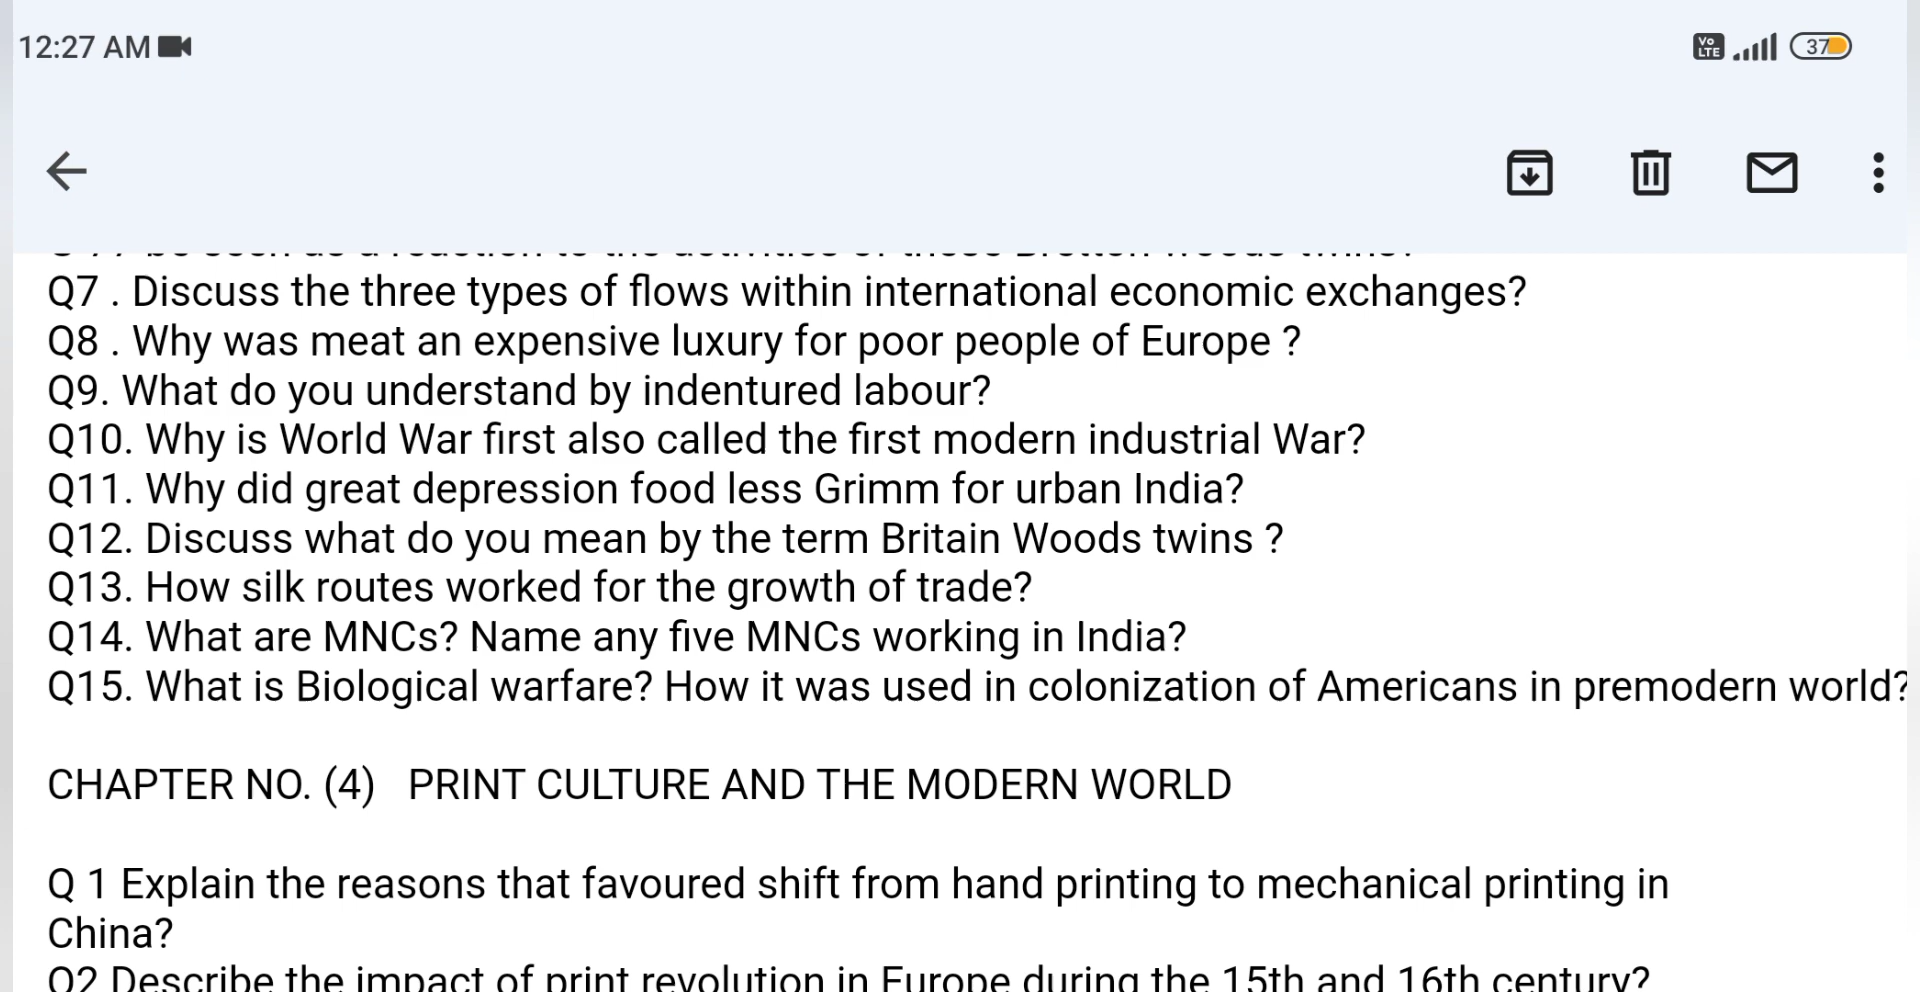 12:27 AM
Vo LTE
37
Q7 . Discuss the three types of flows within international economic exchanges?
Q8 . Why was meat an expensive luxury for poor people of Europe ?
Q9. What do you understand by indentured labour?
Q10. Why is World War first also called the first modern industrial War?
Q11. Why did great depression food less Grimm for urban India?
Q12. Discuss what do you mean by the term Britain Woods twins ?
Q13. How silk routes worked for the growth of trade?
Q14. What are MNCs? Name any five MNCs working in India?
Q15. What is Biological warfare? How it was used in colonization of Americans in premodern world?
CHAPTER NO. (4) PRINT CULTURE AND THE MODERN WORLD
Q 1 Explain the reasons that favoured shift from hand printing to mechanical printing in
China?
Q2 Describe the impact of print revolution in Europe during the 15th and 16th century?